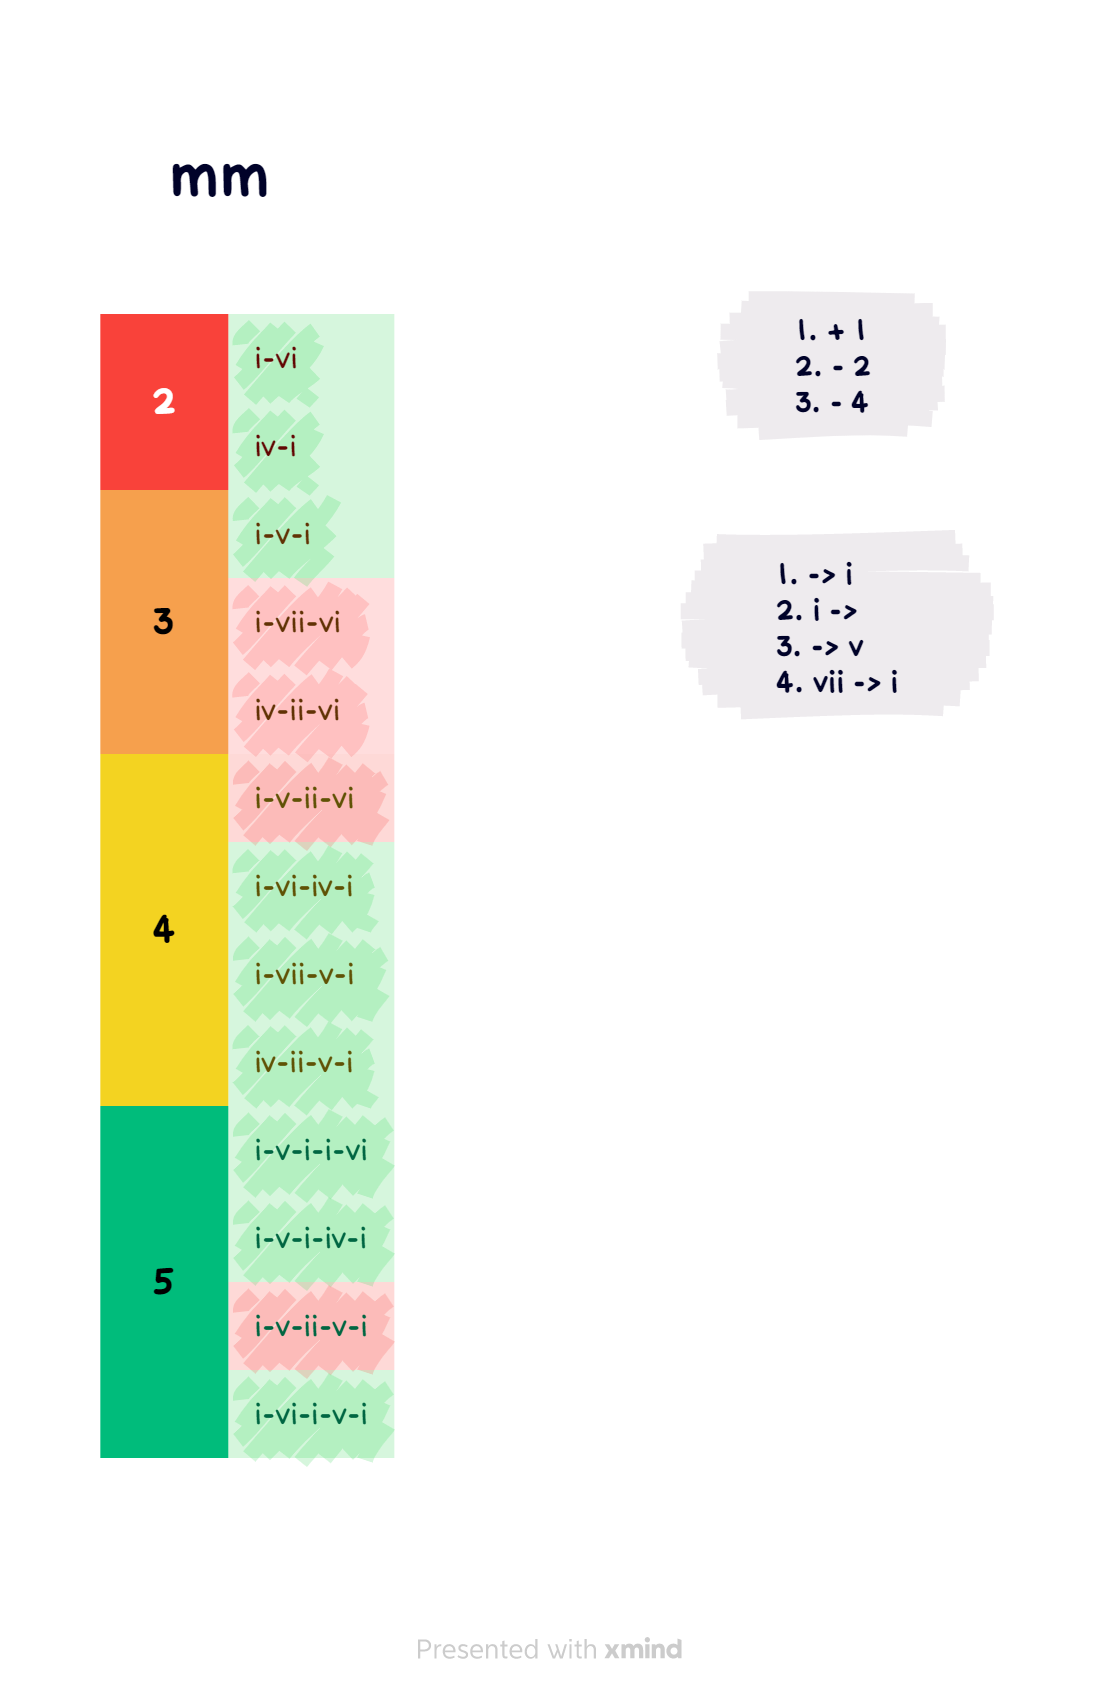 mm
2
i-vi
iv-i
3
i-v-i
i-vii-vi
iv-ii-vi
4
i-v-ii-vi
i-vi-iv-i
i-vii-v-i
iv-ii-v-i
5
i-v-i-i-vi
i-v-i-iv-i
i-v-ii-v-i
i-vi-i-v-i
1. + 1
2. - 2
3. - 4
1. -> i
2. i ->
3. -> v
4. vii -> i
Presented with xmind